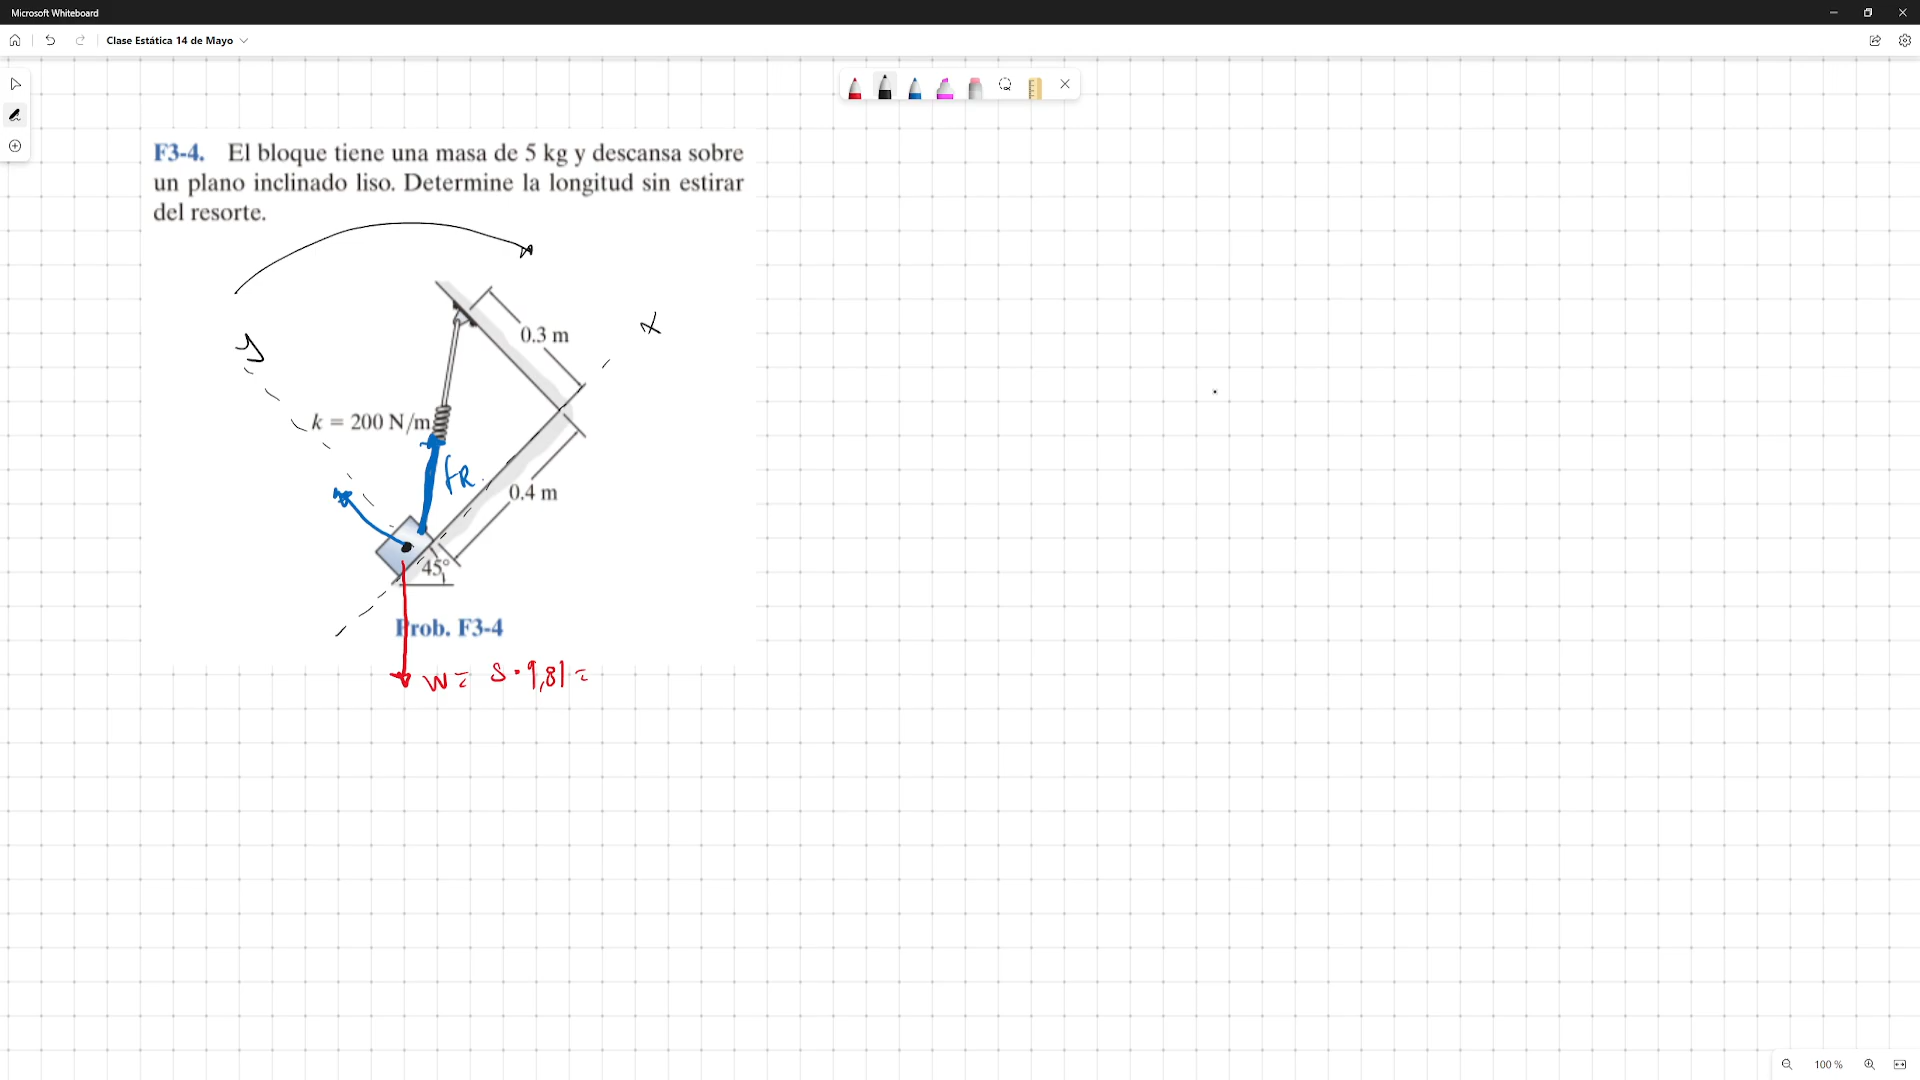 Microsoft Whiteboard
Clase Estática 14 de Mayo
F3-4. El bloque tiene una masa de 5 kg y descansa sobre
un plano inclinado liso. Determine la longitud sin estirar
del resorte.
y
x
0.3 m
k = 200 N/m
fR
0.4 m
45°
Prob. F3-4
W = 5 · 9,81 =
100 %